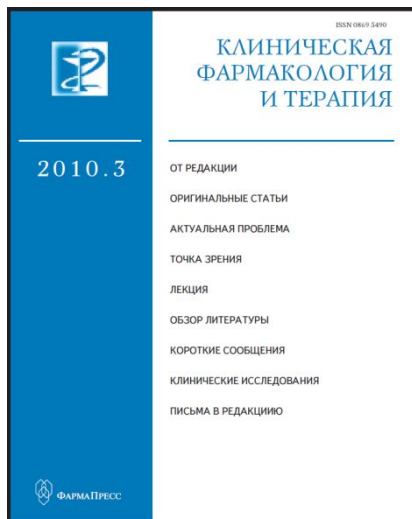 ISSN 0869 5490
КЛИНИЧЕСКАЯ
ФАРМАКОЛОГИЯ
И ТЕРАПИЯ
2010.3
ОТ РЕДАКЦИИ
ОРИГИНАЛЬНЫЕ СТАТЬИ
АКТУАЛЬНАЯ ПРОБЛЕМА
ТОЧКА ЗРЕНИЯ
ЛЕКЦИЯ
ОБЗОР ЛИТЕРАТУРЫ
КОРОТКИЕ СООБЩЕНИЯ
КЛИНИЧЕСКИЕ ИССЛЕДОВАНИЯ
ПИСЬМА В РЕДАКЦИИЮ
ФАРМАПРЕСС